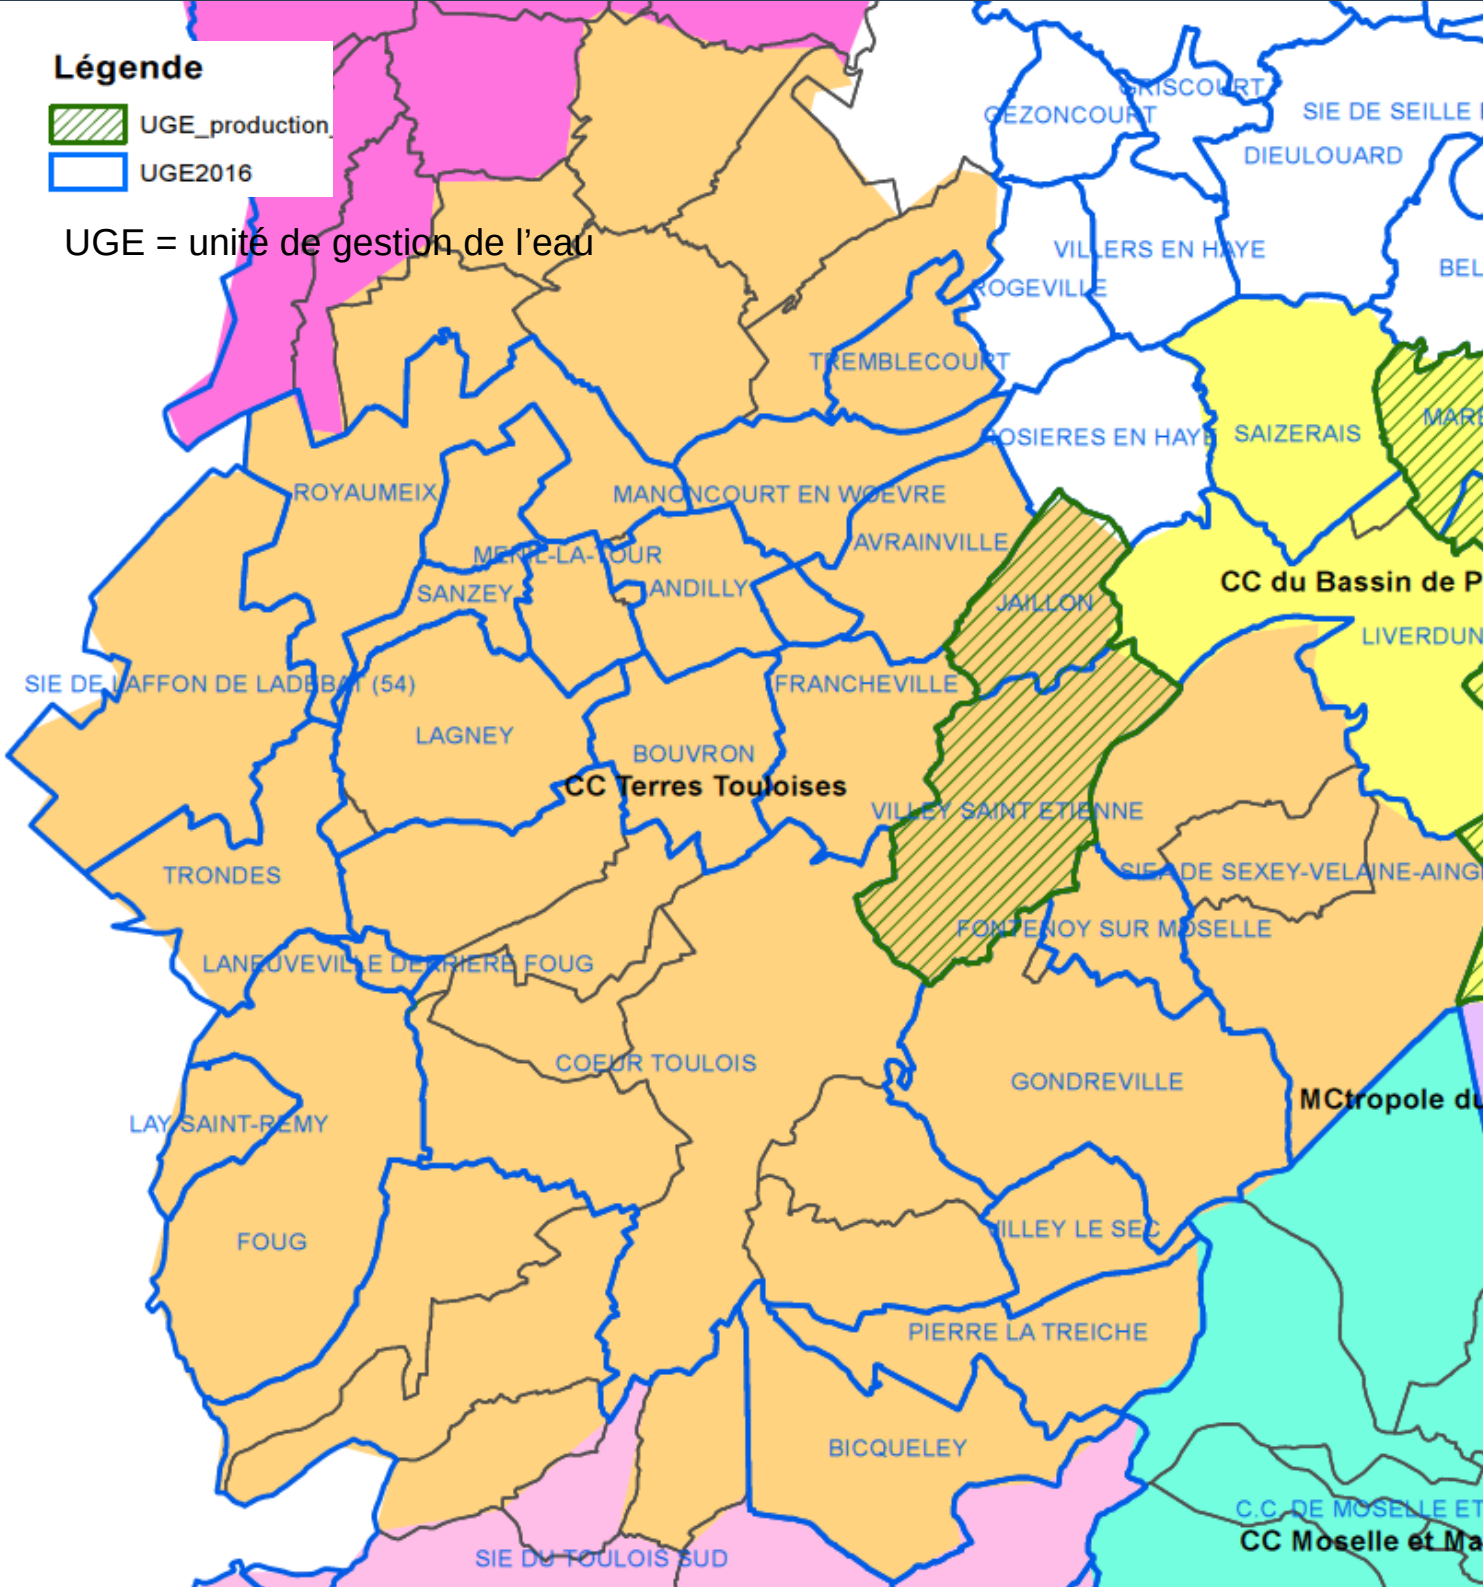 Légende
UGE_production_
UGE2016
UGE = unité de gestion de l'eau
GRISCOURT
GEZONCOURT
SIE DE SEILLE
DIEULOUARD
VILLERS EN HAYE
BEL
ROGEVILLE
TREMBLECOURT
MARB
ROSIERES EN HAYE
SAIZERAIS
ROYAUMEIX
MANONCOURT EN WOEVRE
AVRAINVILLE
MENIL-LA-TOUR
CC du Bassin de P
SANZEY
ANDILLY
JAILLON
LIVERDUN
SIE DE LAFFON DE LADEBAT (54)
FRANCHEVILLE
LAGNEY
BOUVRON
CC Terres Touloises
VILLEY SAINT ETIENNE
TRONDES
SIEA DE SEXEY-VELAINE-AING
FONTENOY SUR MOSELLE
LANEUVEVILLE DERRIERE FOUG
COEUR TOULOIS
GONDREVILLE
MCtropole du
LAY SAINT-REMY
VILLEY LE SEC
FOUG
PIERRE LA TREICHE
BICQUELEY
C.C. DE MOSELLE ET
CC Moselle et Ma
SIE DU TOULOIS SUD